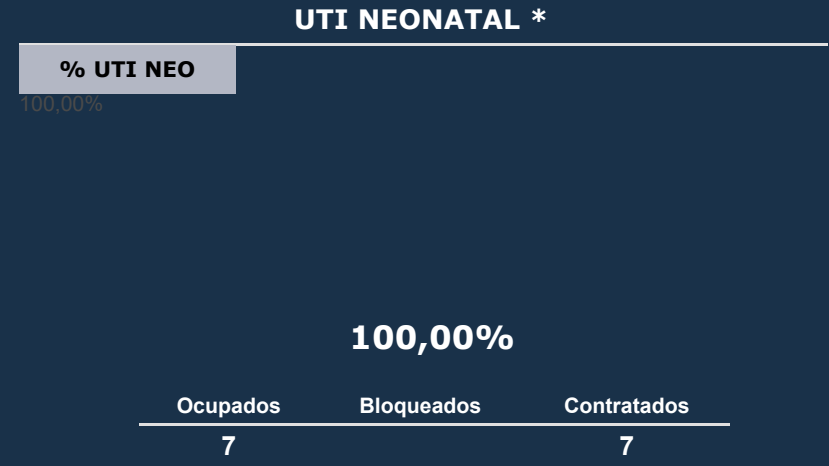 UTI NEONATAL *
% UTI NEO
100,00%
100,00%
Ocupados Bloqueados Contratados
7 7